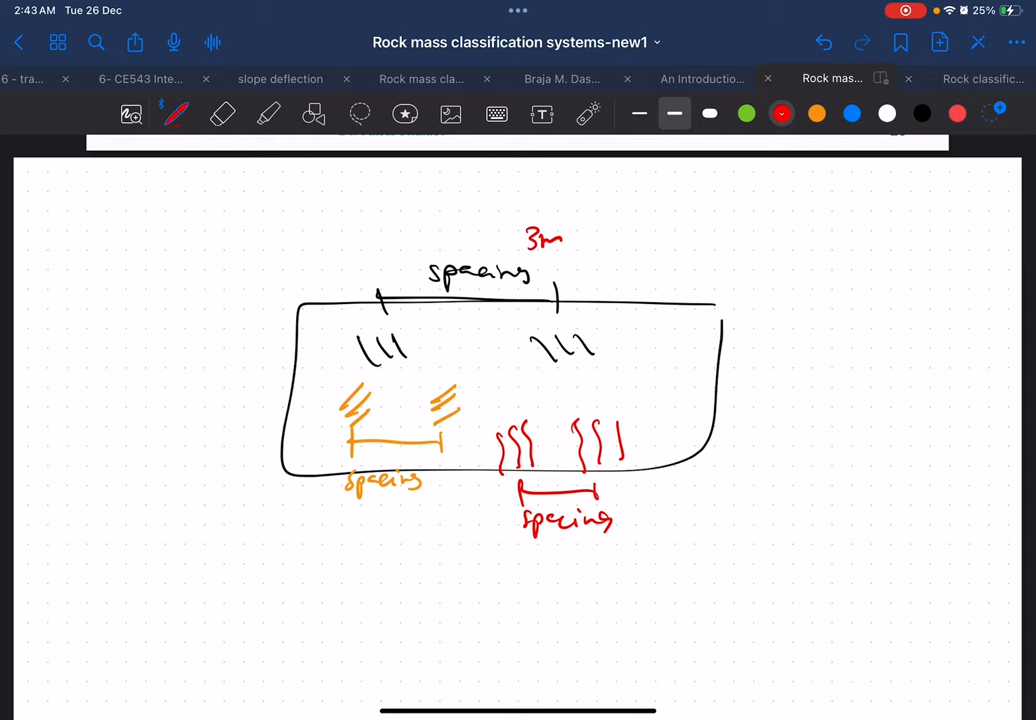 2:43 AM Tue 26 Dec
25%
Rock mass classification systems-new1
6 - tra...
6- CE543 Inte...
slope deflection
Rock mass cla...
Braja M. Das...
An Introductio...
Rock mas...
Rock classific...
T
3m
spacing
spacing
spacing